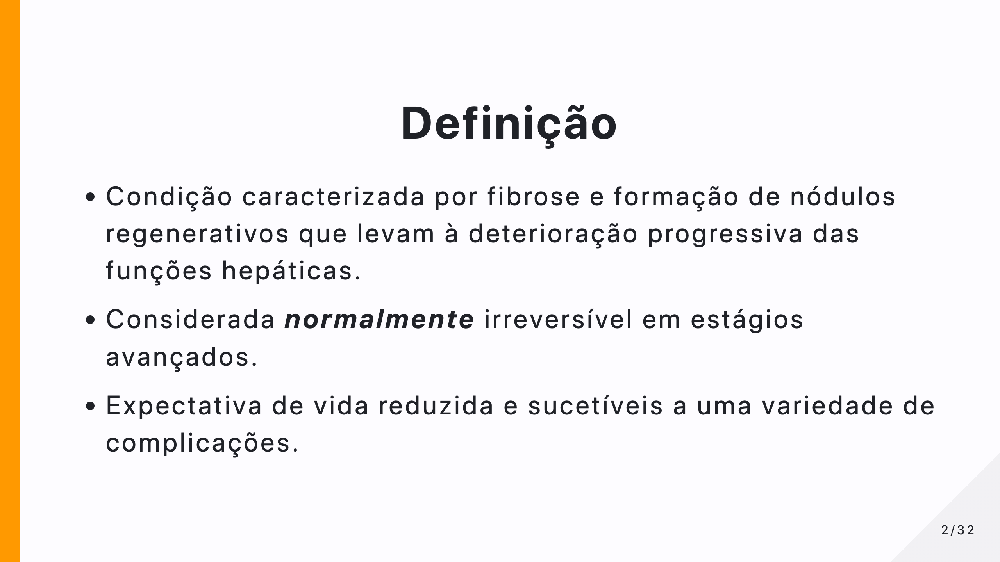 Definição
• Condição caracterizada por fibrose e formação de nódulos
regenerativos que levam à deterioração progressiva das
funções hepáticas.
• Considerada normalmente irreversível em estágios
avançados.
• Expectativa de vida reduzida e sucetíveis a uma variedade de
complicações.
2/32